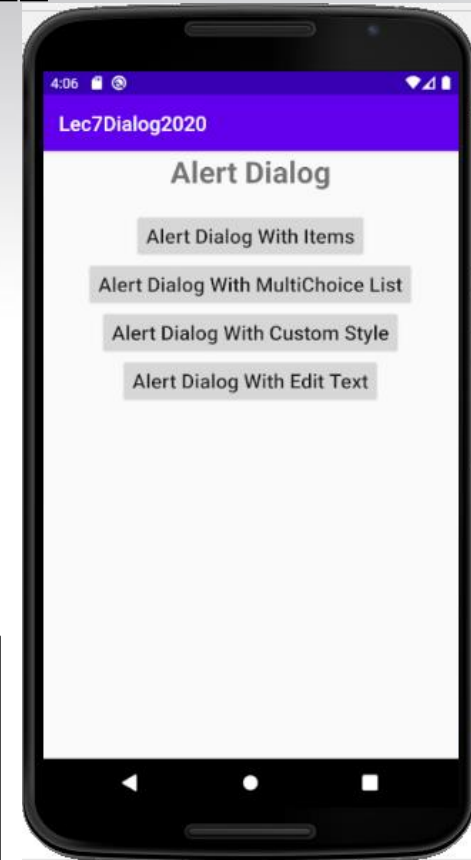 4:06
Lec7Dialog2020
Alert Dialog
Alert Dialog With Items
Alert Dialog With MultiChoice List
Alert Dialog With Custom Style
Alert Dialog With Edit Text